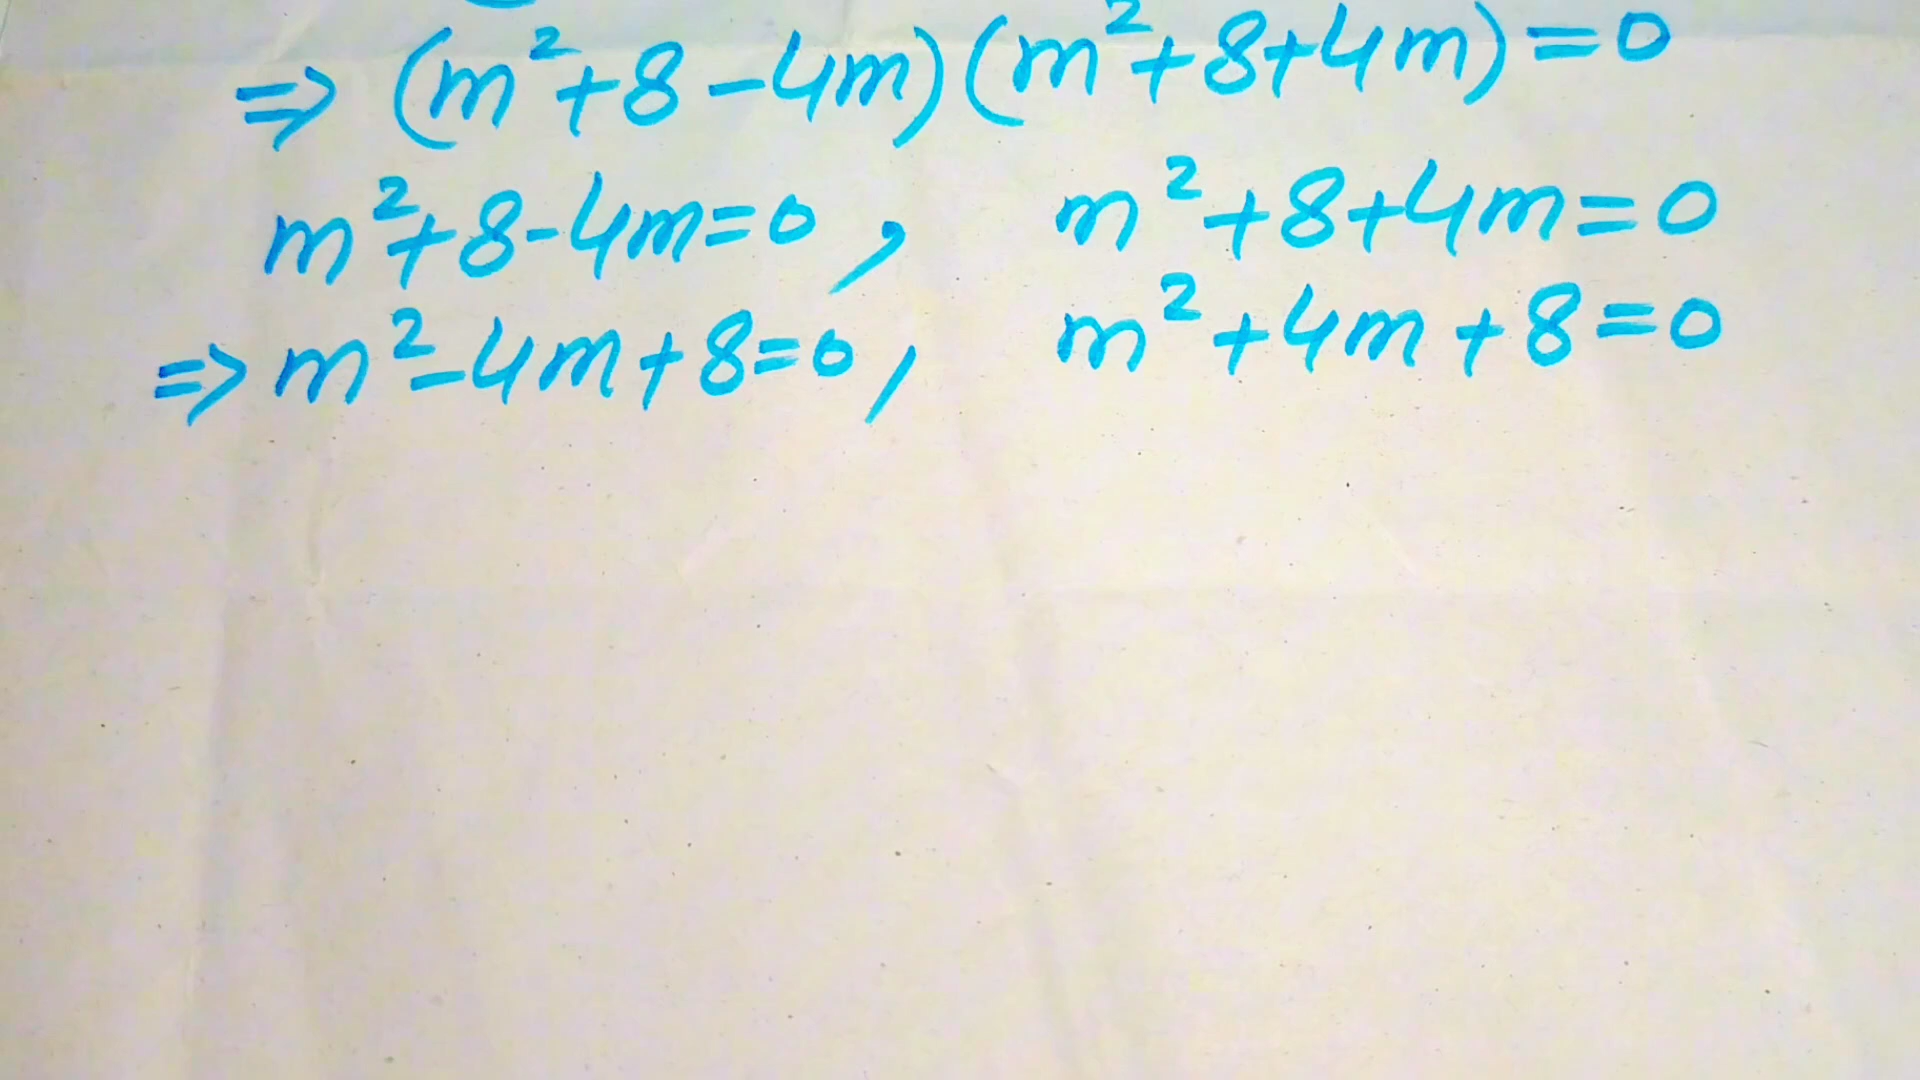 ⇒ (m²+8-4m)(m²+8+4m)=0
m²+8-4m=0, m²+8+4m=0
⇒ m²-4m+8=0, m²+4m+8=0